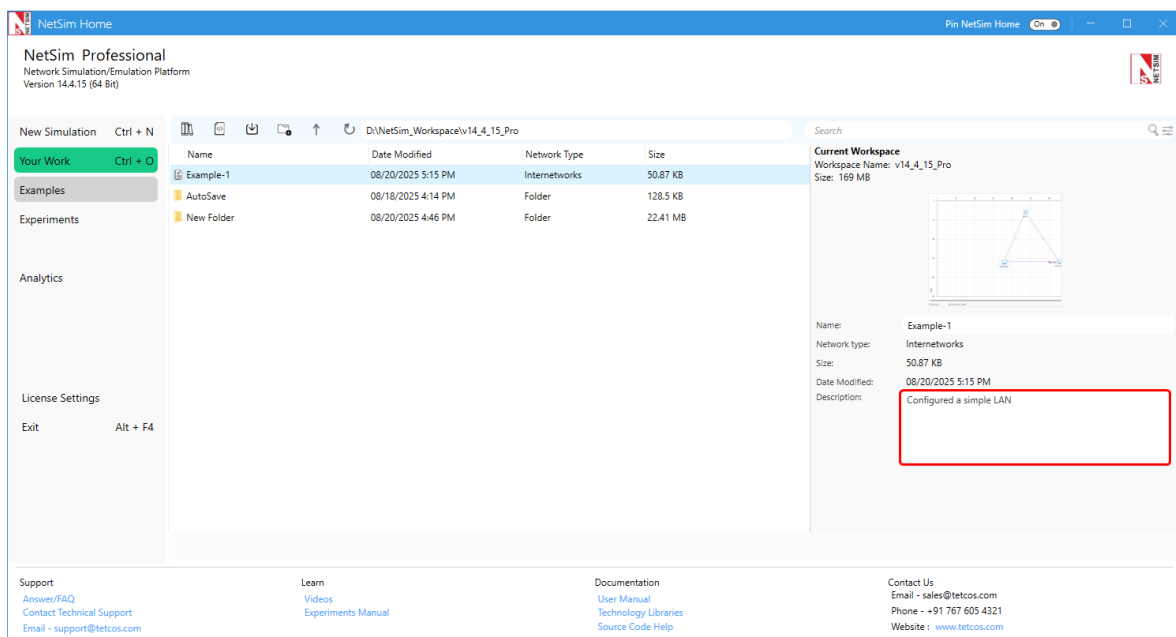 NetSim Home
Pin NetSim Home On
NetSim Professional
Network Simulation/Emulation Platform
Version 14.4.15 (64 Bit)
NETSIM
New Simulation Ctrl + N
Your Work Ctrl + O
Examples
Experiments
Analytics
License Settings
Exit Alt + F4
D:\NetSim_Workspace\v14_4_15_Pro
Name Date Modified Network Type Size
Example-1 08/20/2025 5:15 PM Internetworks 50.87 KB
AutoSave 08/18/2025 4:14 PM Folder 128.5 KB
New Folder 08/20/2025 4:46 PM Folder 22.41 MB
Search
Current Workspace
Workspace Name: v14_4_15_Pro
Size: 169 MB
Name: Example-1
Network type: Internetworks
Size: 50.87 KB
Date Modified: 08/20/2025 5:15 PM
Description: Configured a simple LAN
Support
Answer/FAQ
Contact Technical Support
Email - support@tetcos.com
Learn
Videos
Experiments Manual
Documentation
User Manual
Technology Libraries
Source Code Help
Contact Us
Email - sales@tetcos.com
Phone - +91 767 605 4321
Website : www.tetcos.com